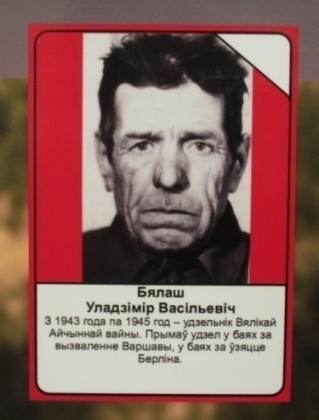 Бялаш
Уладзімір Васільевіч
З 1943 года па 1945 год – удзельнік Вялікай
Айчыннай вайны. Прымаў удзел у баях за
вызваленне Варшавы, у баях за ўзяцце
Берліна.